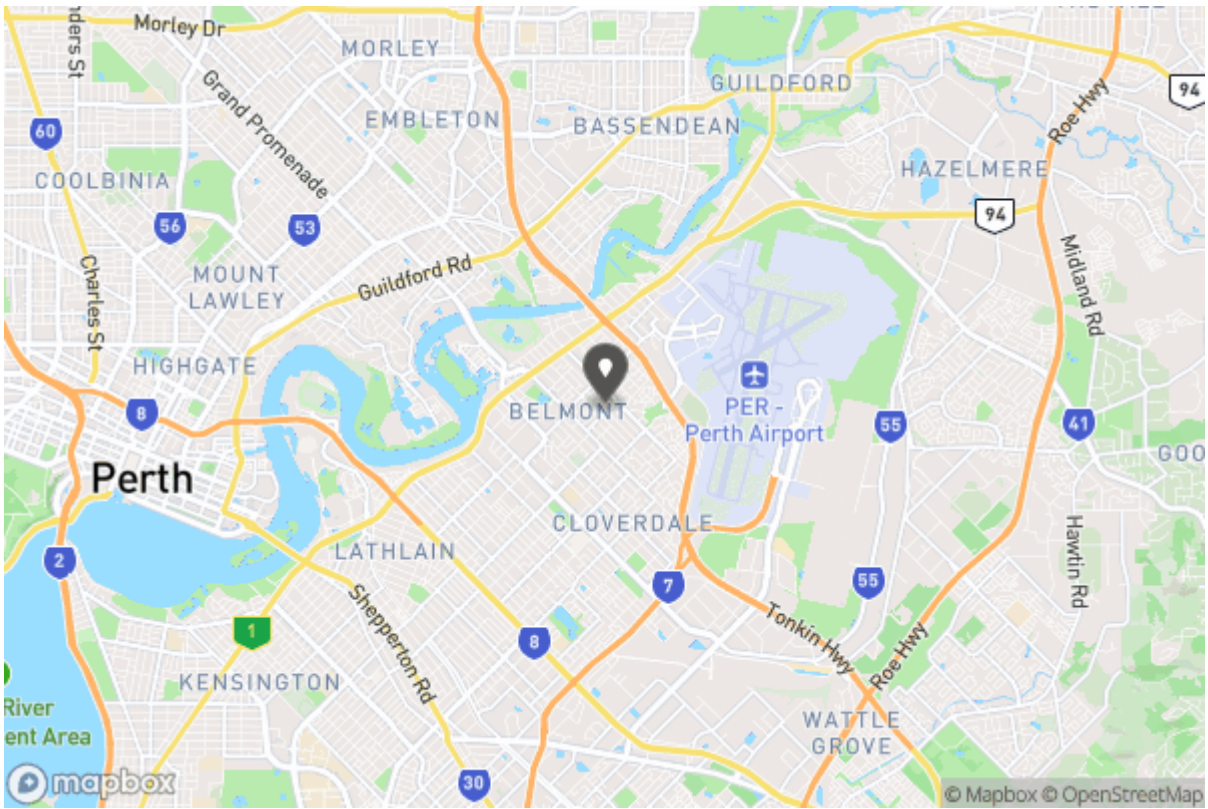 nders St
Morley Dr
MORLEY
GUILDFORD
94
Grand Promenade
EMBLETON
BASSENDEAN
Roe Hwy
60
COOLBINIA
HAZELMERE
56
53
94
Charles St
MOUNT
LAWLEY
Guildford Rd
Midland Rd
HIGHGATE
8
BELMONT
PER -
Perth Airport
55
41
GOO
Perth
CLOVERDALE
LATHLAIN
2
7
55
Hawtin Rd
Shepperton Rd
1
8
Tonkin Hwy
Roe Hwy
KENSINGTON
River
ent Area
WATTLE
GROVE
mapbox
30
© Mapbox © OpenStreetMap